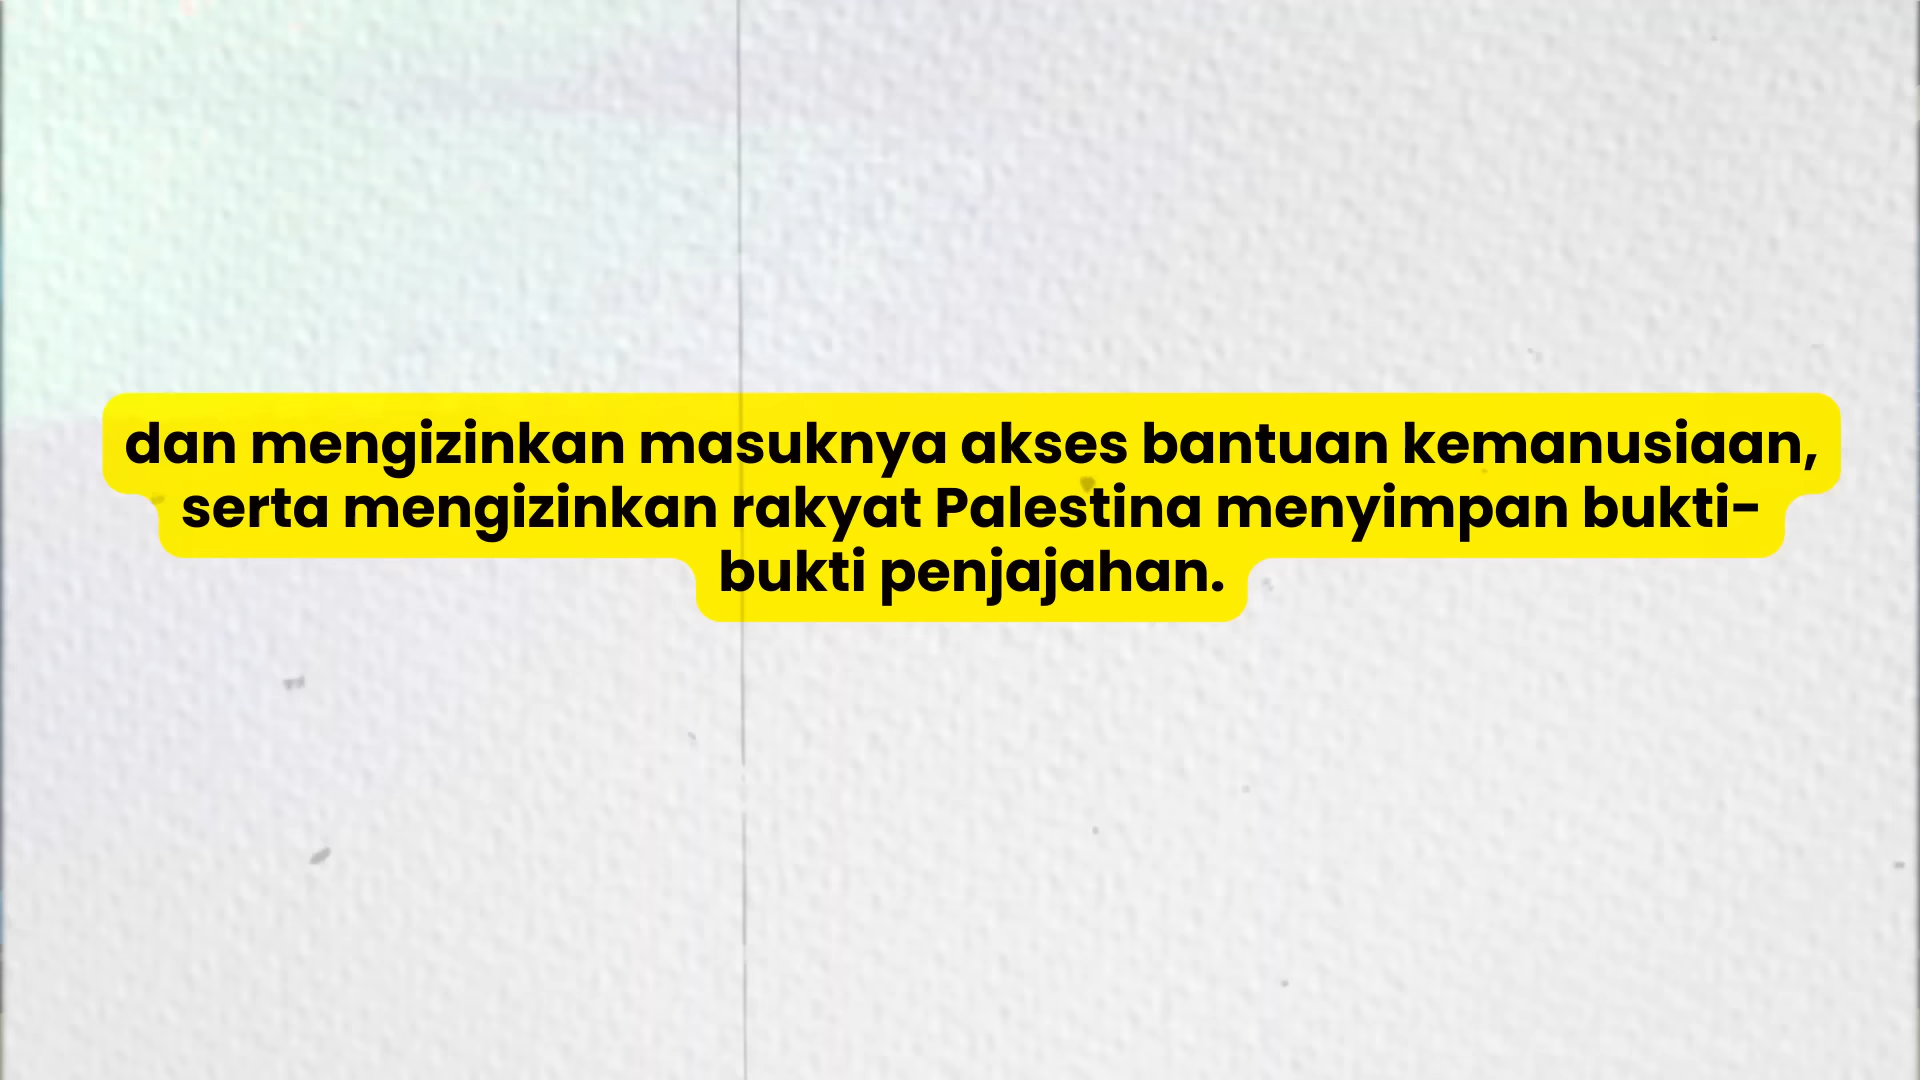 dan mengizinkan masuknya akses bantuan kemanusiaan,
serta mengizinkan rakyat Palestina menyimpan bukti-
bukti penjajahan.